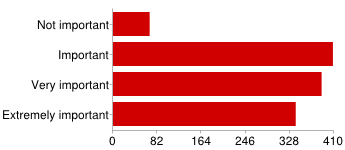 Not important
Important
Very important
Extremely important
0 82 164 246 328 410